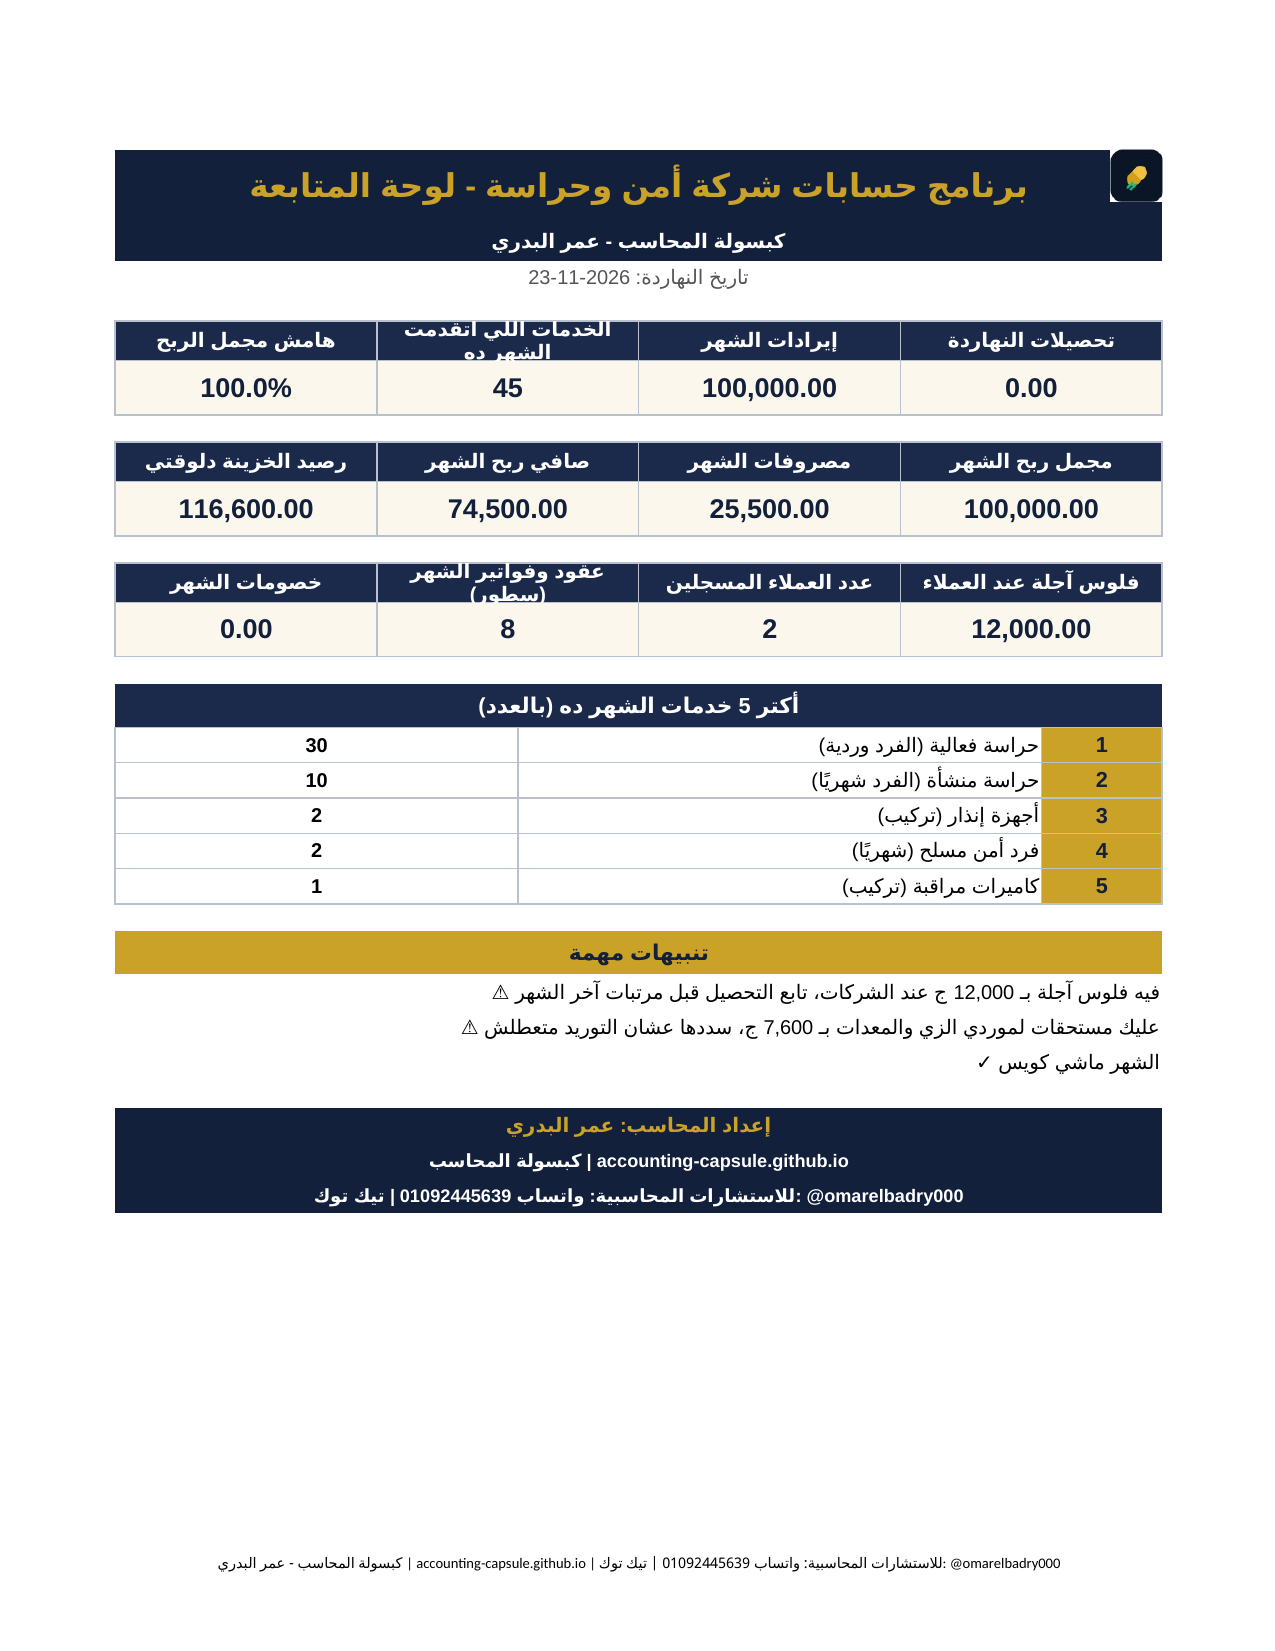 برنامج حسابات شركة أمن وحراسة - لوحة المتابعة
كبسولة المحاسب - عمر البدري
تاريخ النهاردة: 2026-11-23
تحصيلات النهاردة
إيرادات الشهر
الخدمات اللي اتقدمت الشهر ده
هامش مجمل الربح
0.00
100,000.00
45
100.0%
مجمل ربح الشهر
مصروفات الشهر
صافي ربح الشهر
رصيد الخزينة دلوقتي
100,000.00
25,500.00
74,500.00
116,600.00
فلوس آجلة عند العملاء
عدد العملاء المسجلين
عقود وفواتير الشهر (سطور)
خصومات الشهر
12,000.00
2
8
0.00
أكتر 5 خدمات الشهر ده (بالعدد)
1 حراسة فعالية (الفرد وردية) 30
2 حراسة منشأة (الفرد شهريًا) 10
3 أجهزة إنذار (تركيب) 2
4 فرد أمن مسلح (شهريًا) 2
5 كاميرات مراقبة (تركيب) 1
تنبيهات مهمة
فيه فلوس آجلة بـ 12,000 ج عند الشركات، تابع التحصيل قبل مرتبات آخر الشهر ⚠
عليك مستحقات لموردي الزي والمعدات بـ 7,600 ج، سددها عشان التوريد متعطلش ⚠
الشهر ماشي كويس ✓
إعداد المحاسب: عمر البدري
كبسولة المحاسب | accounting-capsule.github.io
للاستشارات المحاسبية: واتساب 01092445639 | تيك توك: @omarelbadry000
كبسولة المحاسب - عمر البدري | accounting-capsule.github.io | للاستشارات المحاسبية: واتساب 01092445639 | تيك توك: @omarelbadry000